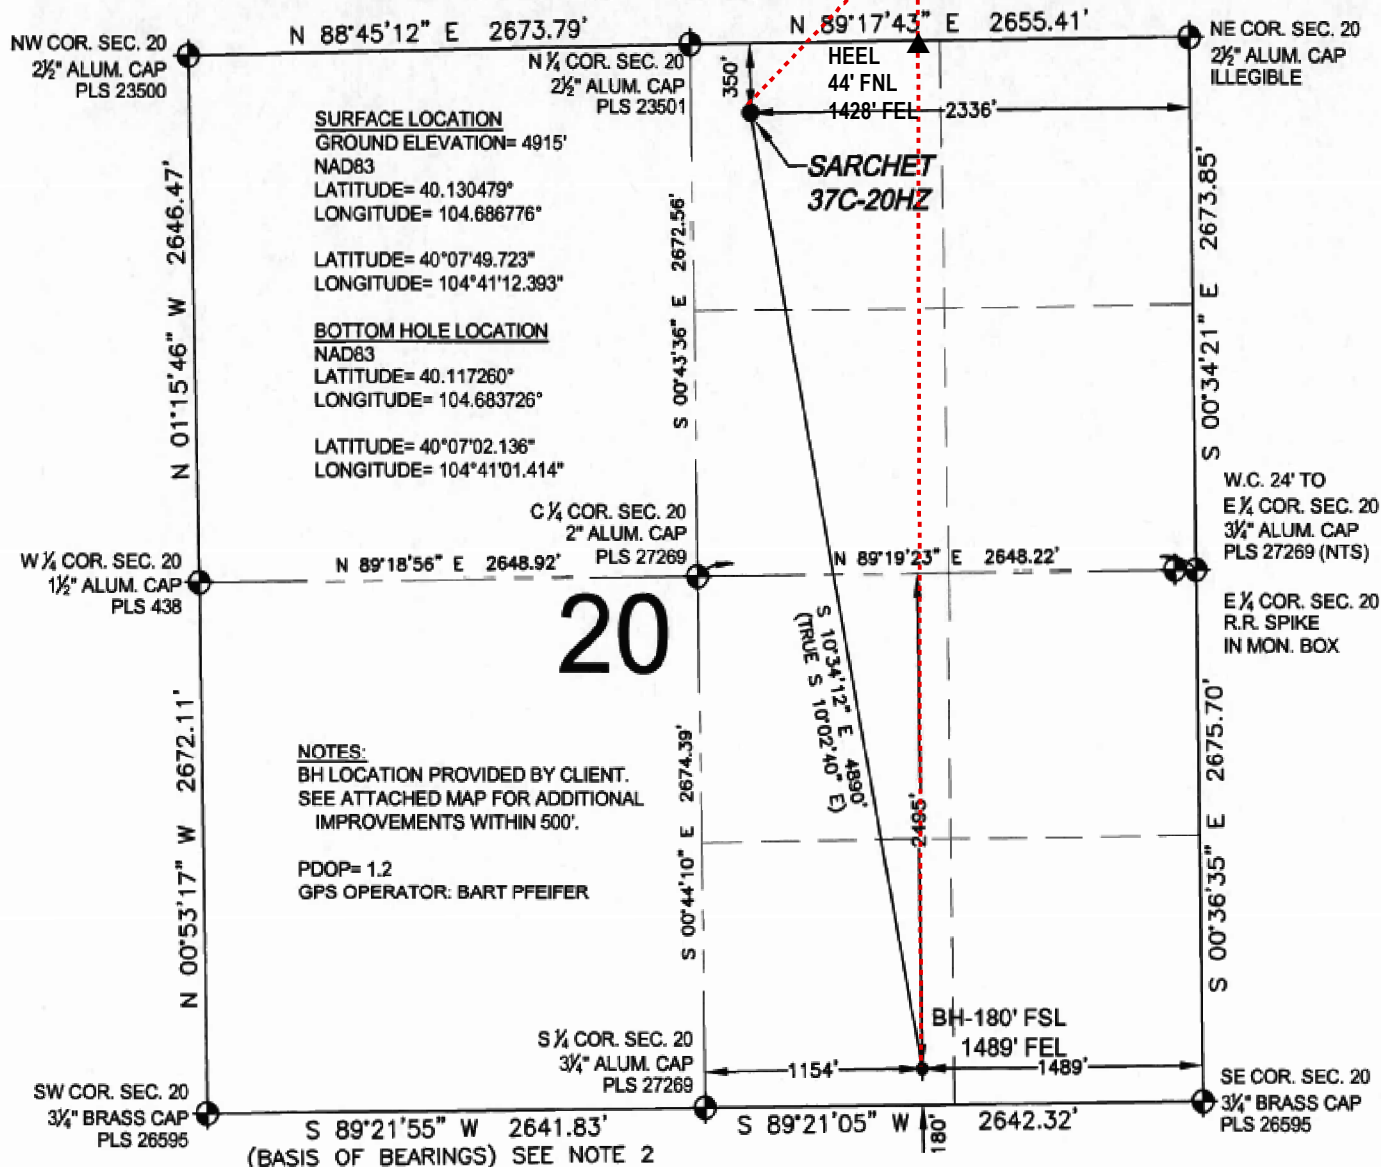 N 88°45'12" E 2673.79'
N 89°17'43" E 2655.41'
NW COR. SEC. 20
2½" ALUM. CAP
PLS 23500
N ¼ COR. SEC. 20
2½" ALUM. CAP
PLS 23501
NE COR. SEC. 20
2½" ALUM. CAP
ILLEGIBLE
350'
HEEL
44' FNL
1428' FEL
2336'
SARCHET
37C-20HZ
SURFACE LOCATION
GROUND ELEVATION= 4915'
NAD83
LATITUDE= 40.130479°
LONGITUDE= 104.686776°
LATITUDE= 40°07'49.723"
LONGITUDE= 104°41'12.393"
BOTTOM HOLE LOCATION
NAD83
LATITUDE= 40.117260°
LONGITUDE= 104.683726°
LATITUDE= 40°07'02.136"
LONGITUDE= 104°41'01.414"
N 01°15'46" W 2646.47'
S 00°43'36" E 2672.56'
S 00°34'21" E 2673.85'
C ¼ COR. SEC. 20
2" ALUM. CAP
PLS 27269
W.C. 24' TO
E ¼ COR. SEC. 20
3¼" ALUM. CAP
PLS 27269 (NTS)
W ¼ COR. SEC. 20
1½" ALUM. CAP
PLS 438
N 89°18'56" E 2648.92'
N 89°19'23" E 2648.22'
E ¼ COR. SEC. 20
R.R. SPIKE
IN MON. BOX
20
S 10°34'12" E 4890'
(TRUE S 10°02'40" E)
2495'
N 00°53'17" W 2672.11'
S 00°44'10" E 2674.39'
S 00°36'35" E 2675.70'
NOTES:
BH LOCATION PROVIDED BY CLIENT.
SEE ATTACHED MAP FOR ADDITIONAL
IMPROVEMENTS WITHIN 500'.
PDOP= 1.2
GPS OPERATOR: BART PFEIFER
BH-180' FSL
1489' FEL
S ¼ COR. SEC. 20
3¼" ALUM. CAP
PLS 27269
1154'
1489'
SW COR. SEC. 20
3¼" BRASS CAP
PLS 26595
SE COR. SEC. 20
3¼" BRASS CAP
PLS 26595
S 89°21'55" W 2641.83'
(BASIS OF BEARINGS) SEE NOTE 2
S 89°21'05" W 2642.32'
180'